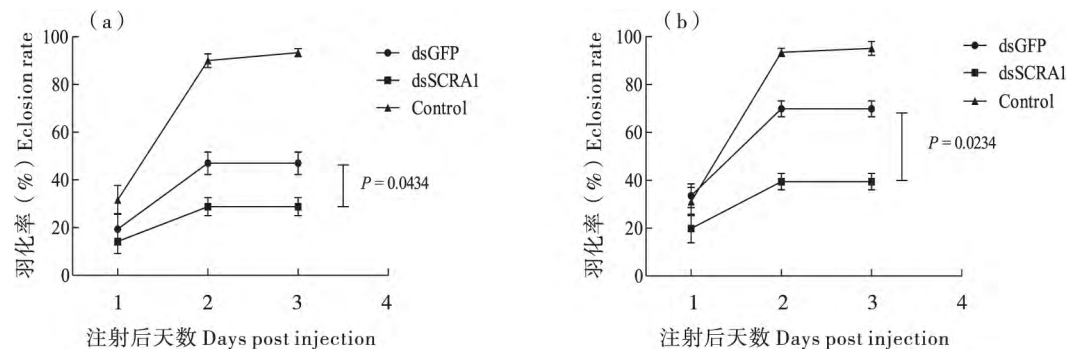 (a)
100
80
60
40
20
0
羽化率（%）Eclosion rate
dsGFP
dsSCRA1
Control
P = 0.0434
1 2 3 4
注射后天数 Days post injection
(b)
100
80
60
40
20
0
羽化率（%）Eclosion rate
dsGFP
dsSCRA1
Control
P = 0.0234
1 2 3 4
注射后天数 Days post injection